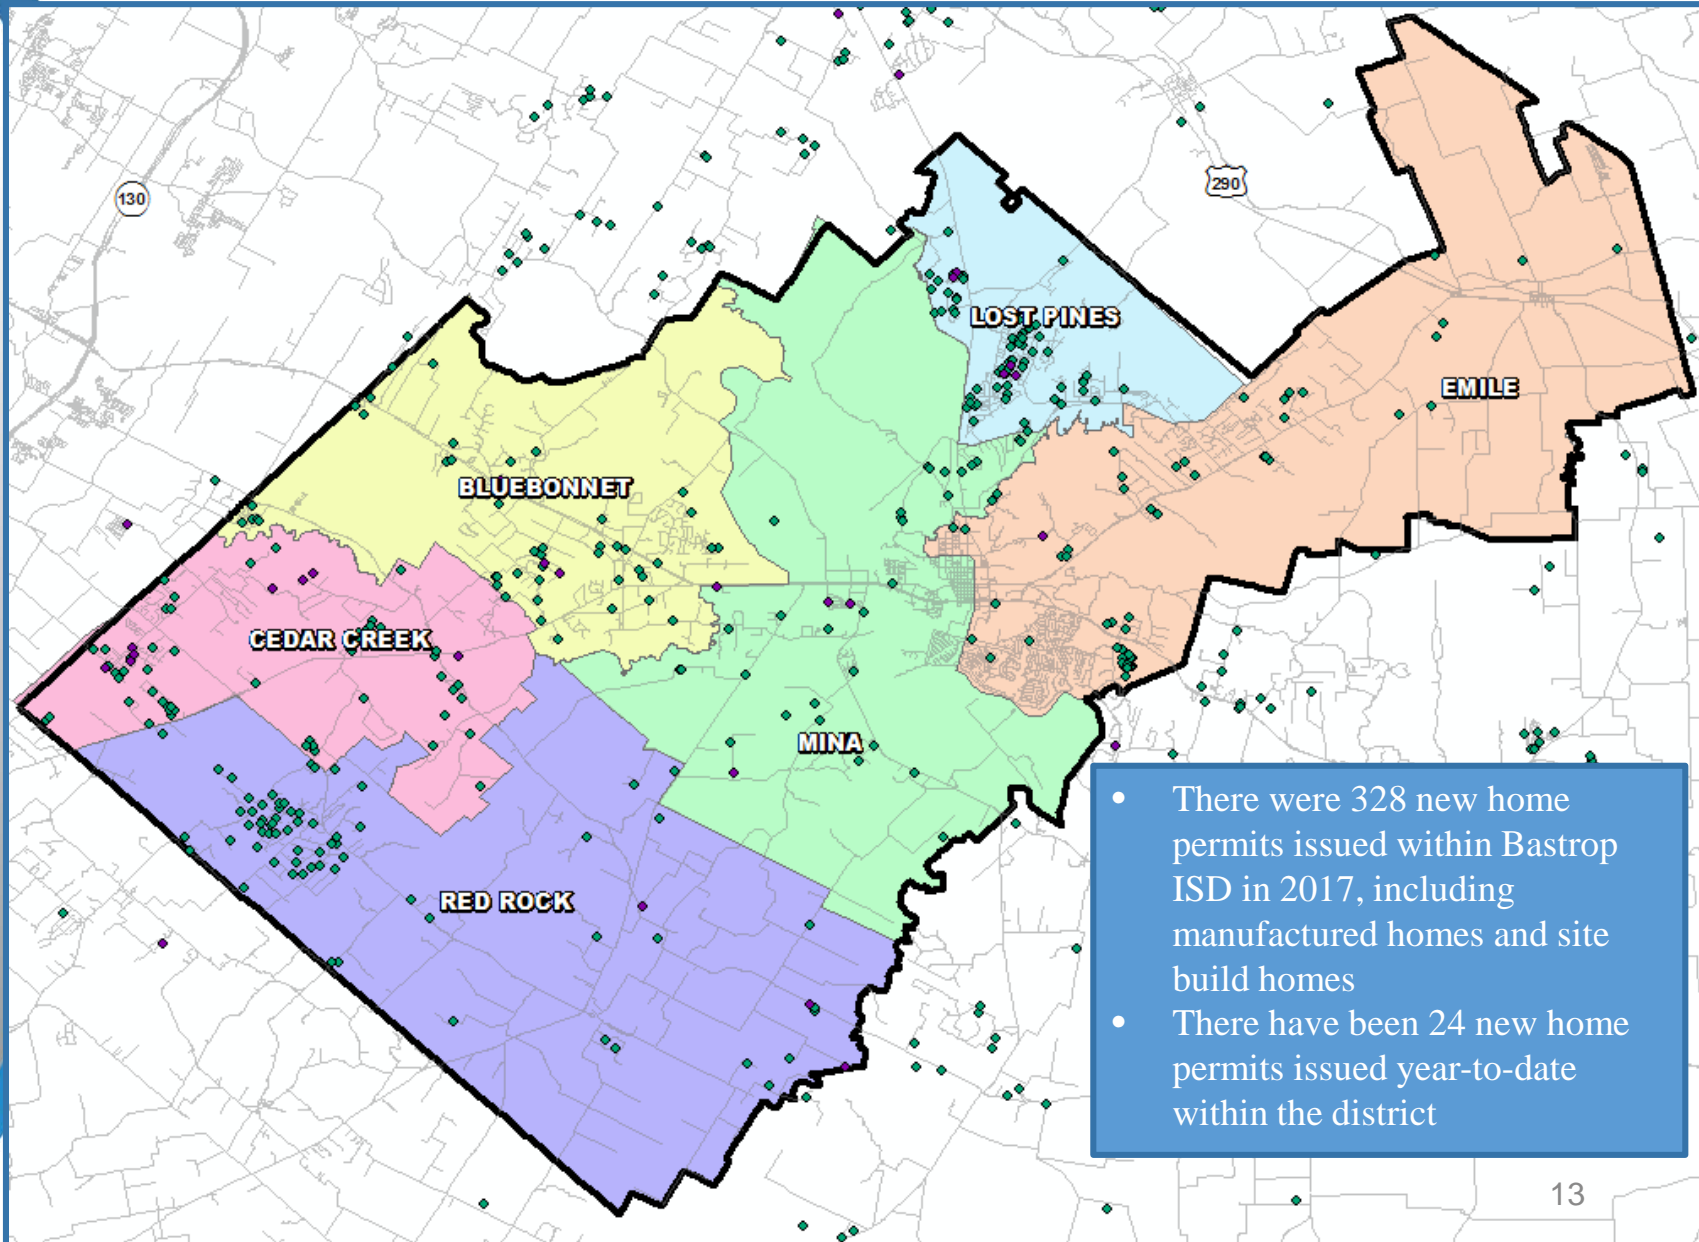 130
290
LOST PINES
EMILE
BLUEBONNET
CEDAR CREEK
MINA
RED ROCK
• There were 328 new home
permits issued within Bastrop
ISD in 2017, including
manufactured homes and site
build homes
• There have been 24 new home
permits issued year-to-date
within the district
13